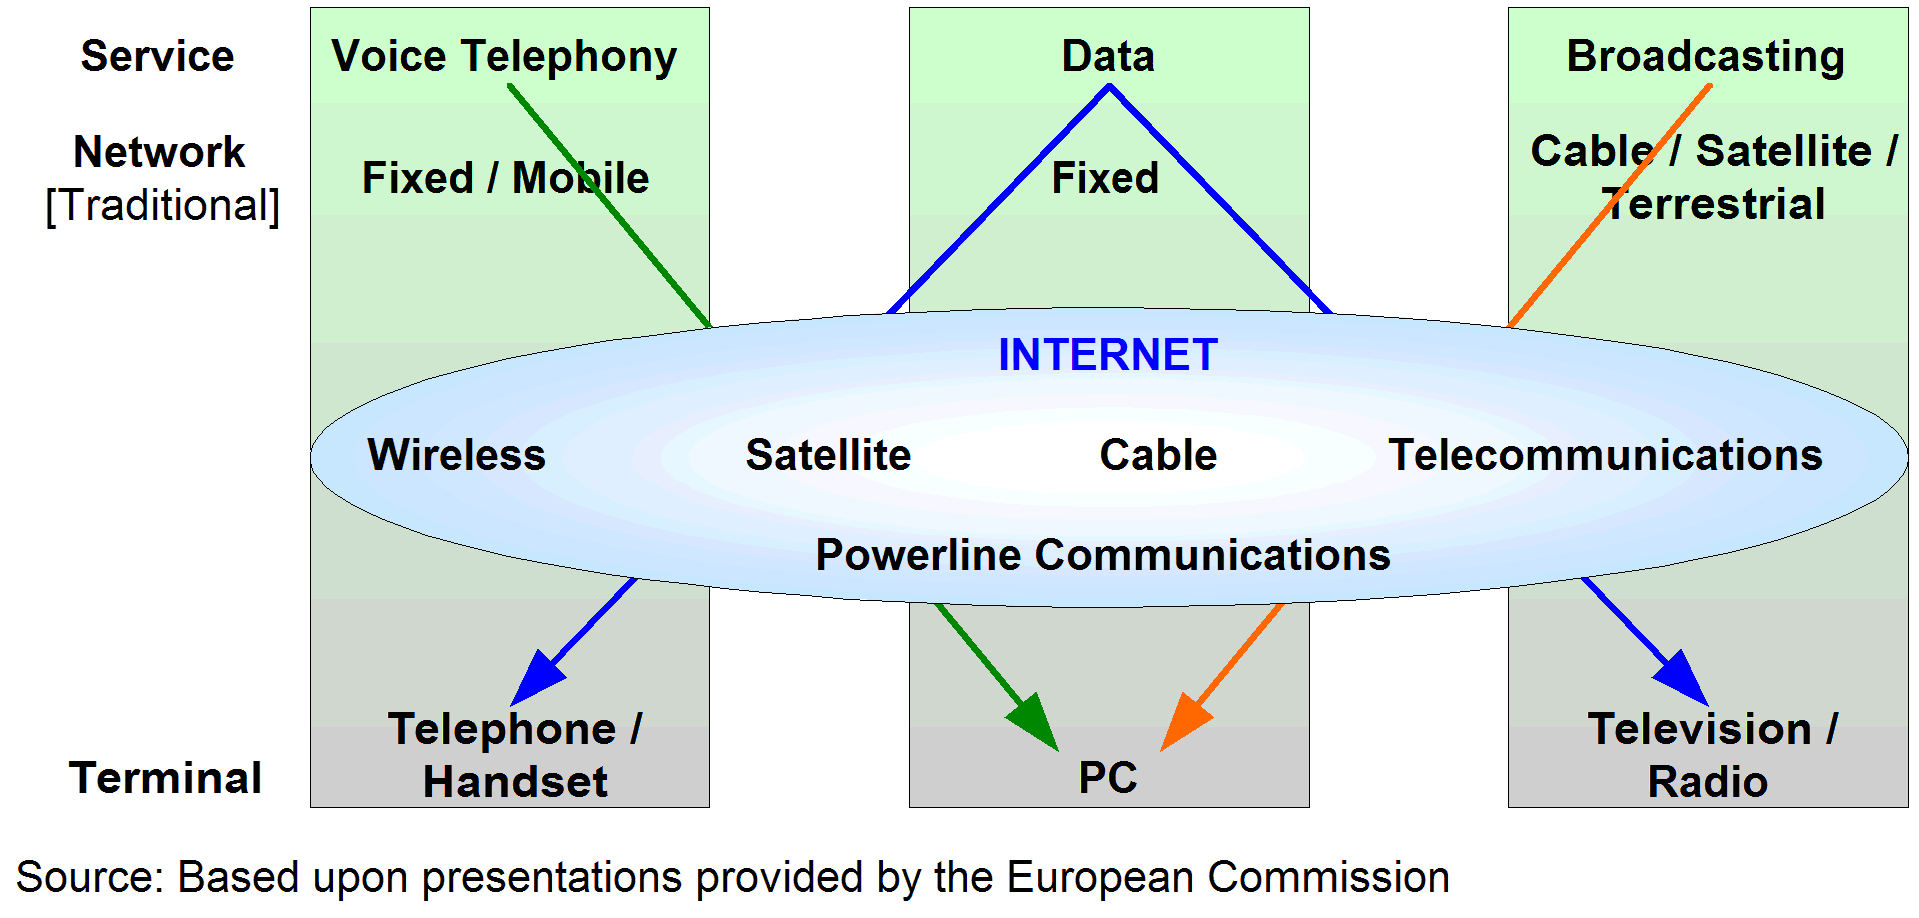 Service
Voice Telephony
Data
Broadcasting
Network
[Traditional]
Fixed / Mobile
Fixed
Cable / Satellite /
Terrestrial
INTERNET
Wireless
Satellite
Cable
Telecommunications
Powerline Communications
Terminal
Telephone /
Handset
PC
Television /
Radio
Source: Based upon presentations provided by the European Commission